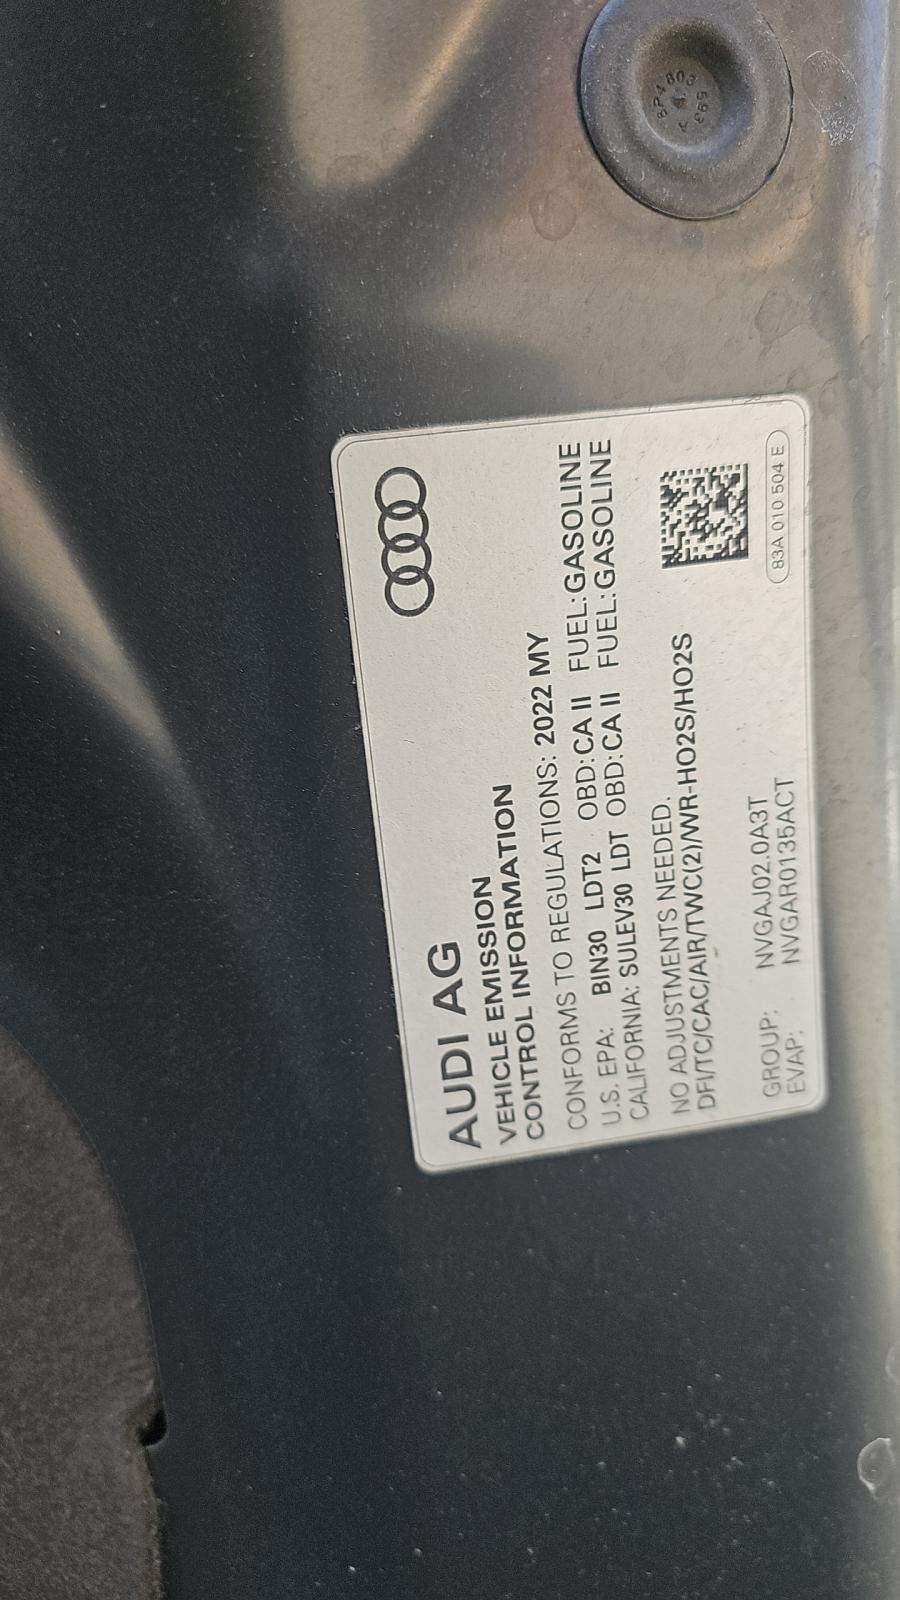 AUDI AG
VEHICLE EMISSION
CONTROL INFORMATION
CONFORMS TO REGULATIONS: 2022 MY
U.S. EPA: BIN30 LDT2 OBD: CA II FUEL: GASOLINE
CALIFORNIA: SULEV30 LDT OBD: CA II FUEL: GASOLINE
NO ADJUSTMENTS NEEDED.
DFI/TC/CAC/AIR/TWC(2)/WR-HO2S/HO2S
GROUP: NVGAJ02.0A3T
EVAP: NVGAR0135ACT
83A 010 504 E